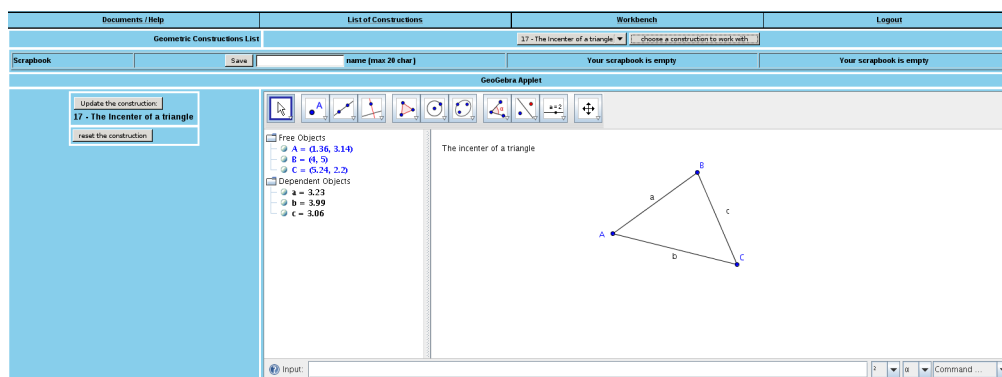 Documents / Help List of Constructions Workbench Logout
Geometric Constructions List 17 - The Incenter of a triangle choose a construction to work with
Scrapbook Save name (max 20 char) Your scrapbook is empty Your scrapbook is empty
GeoGebra Applet
Update the construction:
17 - The Incenter of a triangle
reset the construction
A
α
a=2
Free Objects
A = (1.36, 3.14)
B = (4, 5)
C = (5.24, 2.2)
Dependent Objects
a = 3.23
b = 3.99
c = 3.06
The incenter of a triangle
B
a
c
A
b
C
Input: 2 α Command ...